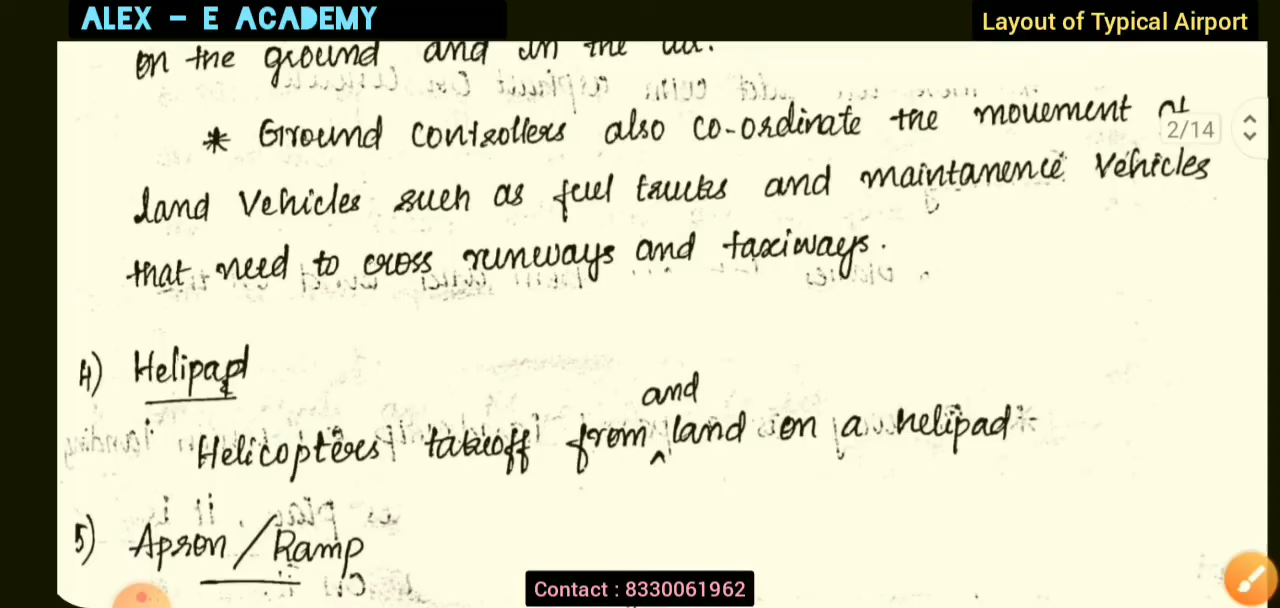 ALEX - E ACADEMY
Layout of Typical Airport
on the ground and in the air.
* Ground controllers also co-ordinate the movement of
2/14
land vehicles such as fuel trucks and maintanence vehicles
that need to cross runways and taxiways.
4) Helipad
and
Helicopters takeoff from ^ land on a helipad
5) Apron / Ramp
Contact : 8330061962